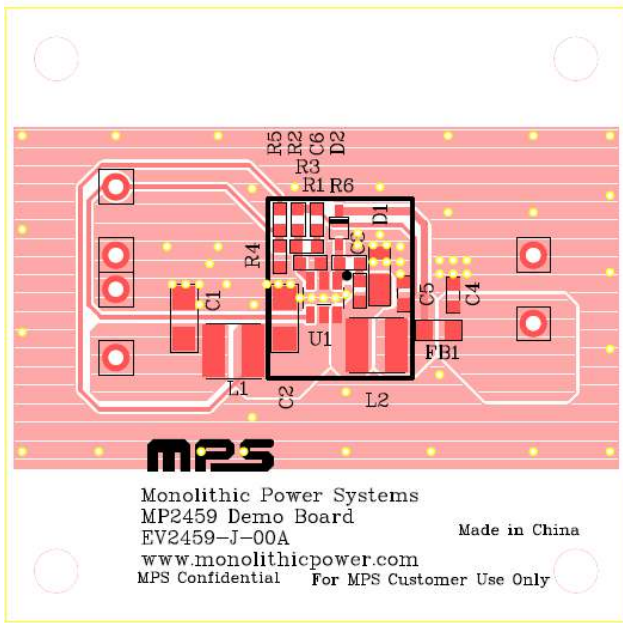 R5 R2 C6 D2
R3
R1 R6
D1
R4
C3
C1
C5
C4
U1
FB1
L1
C2
L2
MPS
Monolithic Power Systems
MP2459 Demo Board
EV2459-J-00A
Made in China
www.monolithicpower.com
MPS Confidential
For MPS Customer Use Only